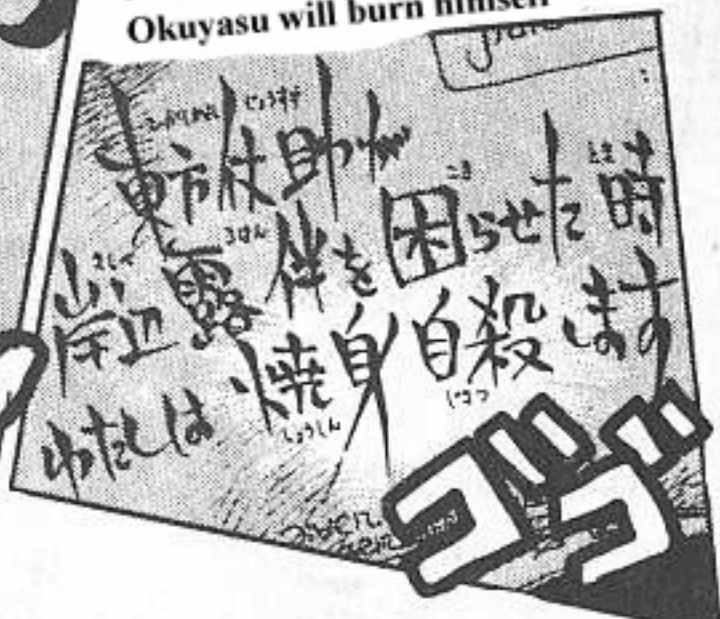 Okuyasu will burn himself
東方仗助が
岸辺露伴を困らせた時
わたしは焼身自殺します
ゴゴ